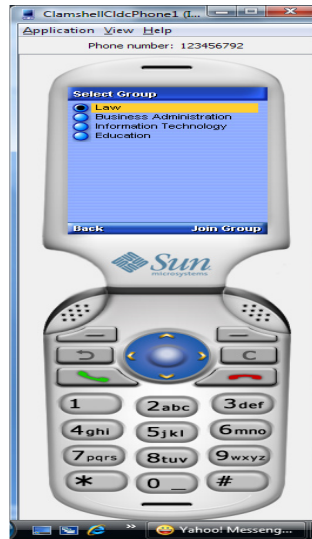 ClamshellCldcPhone1 (I...
Application View Help
Phone number: 123456792
Select Group
Law
Business Administration
Information Technology
Education
Back Join Group
Sun
microsystems
C
1 2abc 3def
4ghi 5jkl 6mno
7pqrs 8tuv 9wxyz
* 0 _ #
» Yahoo! Messeng...